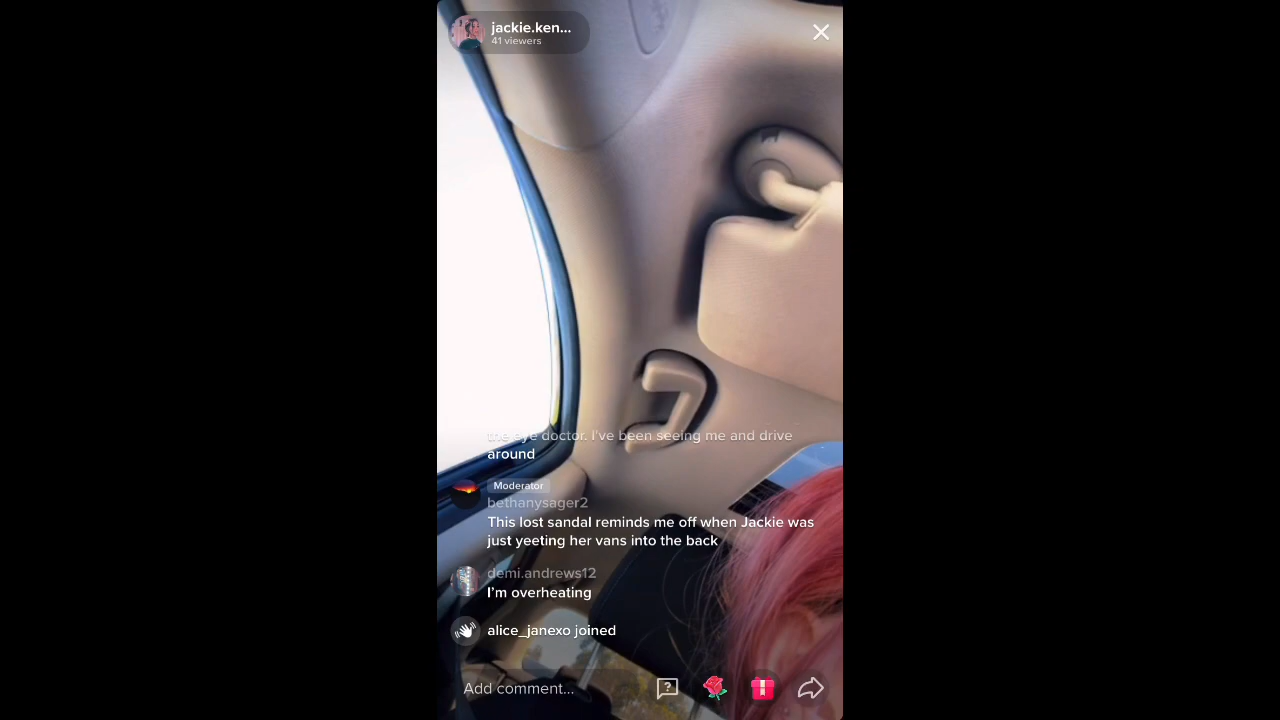 jackie.ken...
41 viewers
the eye doctor. I've been seeing me and drive
around
Moderator
bethanysager2
This lost sandal reminds me off when Jackie was
just yeeting her vans into the back
demi.andrews12
I'm overheating
alice_janexo joined
Add comment...
?